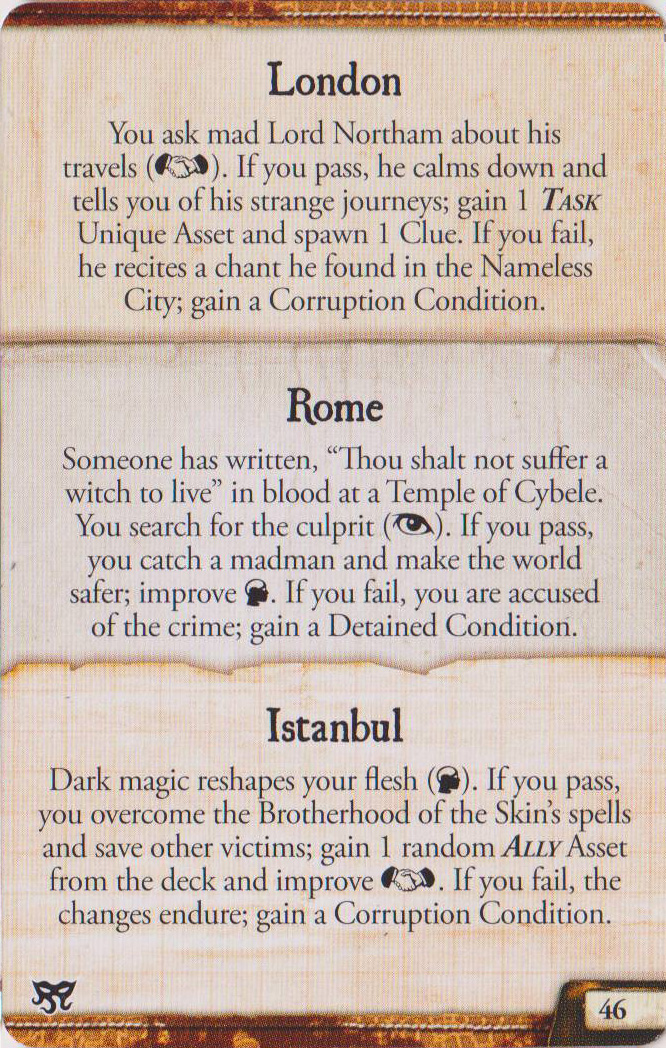 London
You ask mad Lord Northam about his
travels (). If you pass, he calms down and
tells you of his strange journeys; gain 1 TASK
Unique Asset and spawn 1 Clue. If you fail,
he recites a chant he found in the Nameless
City; gain a Corruption Condition.
Rome
Someone has written, “Thou shalt not suffer a
witch to live” in blood at a Temple of Cybele.
You search for the culprit (). If you pass,
you catch a madman and make the world
safer; improve . If you fail, you are accused
of the crime; gain a Detained Condition.
Istanbul
Dark magic reshapes your flesh (). If you pass,
you overcome the Brotherhood of the Skin’s spells
and save other victims; gain 1 random ALLY Asset
from the deck and improve . If you fail, the
changes endure; gain a Corruption Condition.
46